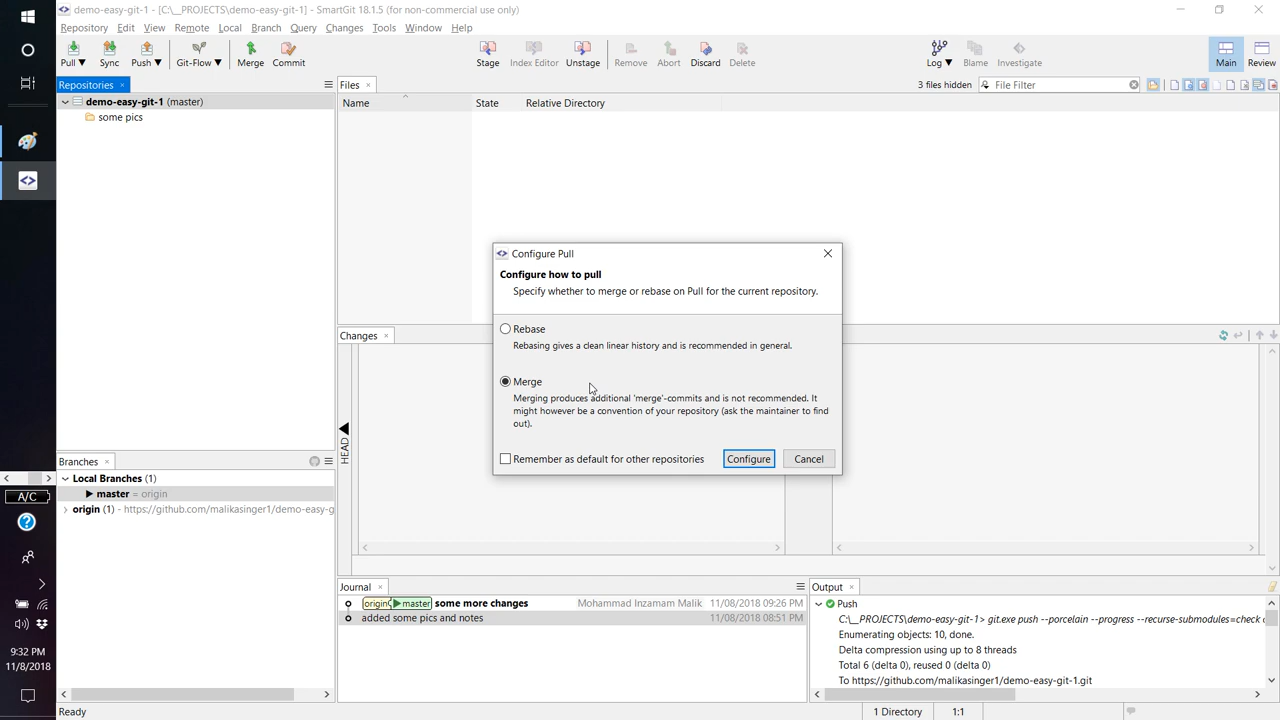 demo-easy-git-1 - [C:\__PROJECTS\demo-easy-git-1] - SmartGit 18.1.5 (for non-commercial use only)
Repository Edit View Remote Local Branch Query Changes Tools Window Help
Pull Sync Push Git-Flow Merge Commit Stage Index Editor Unstage Remove Abort Discard Delete Log Blame Investigate Main Review
Repositories
Files
3 files hidden
File Filter
demo-easy-git-1 (master)
some pics
Name State Relative Directory
Configure Pull
Configure how to pull
Specify whether to merge or rebase on Pull for the current repository.
Rebase
Rebasing gives a clean linear history and is recommended in general.
Merge
Merging produces additional 'merge'-commits and is not recommended. It
might however be a convention of your repository (ask the maintainer to find
out).
Remember as default for other repositories
Configure
Cancel
Changes
HEAD
Branches
Local Branches (1)
master = origin
origin (1) - https://github.com/malikasinger1/demo-easy-g
Journal
origin master some more changes Mohammad Inzamam Malik 11/08/2018 09:26 PM
added some pics and notes 11/08/2018 08:51 PM
Output
Push
C:\__PROJECTS\demo-easy-git-1> git.exe push --porcelain --progress --recurse-submodules=check
Enumerating objects: 10, done.
Delta compression using up to 8 threads
Total 6 (delta 0), reused 0 (delta 0)
To https://github.com/malikasinger1/demo-easy-git-1.git
A/C
9:32 PM
11/8/2018
Ready
1 Directory
1:1